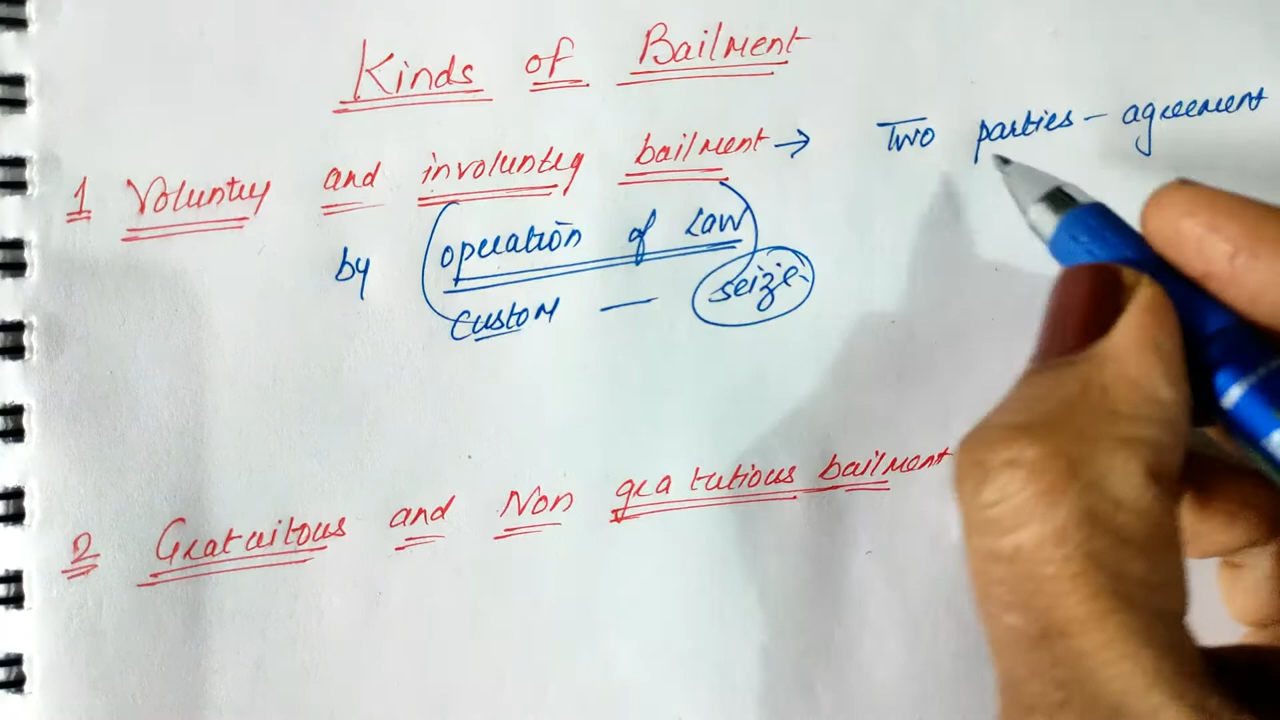 Kinds of Bailment
1 Voluntry and involuntry bailment → Two parties - agreement
by operation of Law
custom — seize
2 Gratuitous and Non gratutious bailment